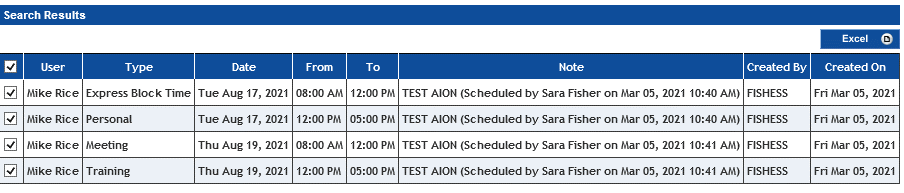 Search Results
Excel
User Type Date From To Note Created By Created On
Mike Rice Express Block Time Tue Aug 17, 2021 08:00 AM 12:00 PM TEST AION (Scheduled by Sara Fisher on Mar 05, 2021 10:40 AM) FISHESS Fri Mar 05, 2021
Mike Rice Personal Tue Aug 17, 2021 12:00 PM 05:00 PM TEST AION (Scheduled by Sara Fisher on Mar 05, 2021 10:40 AM) FISHESS Fri Mar 05, 2021
Mike Rice Meeting Thu Aug 19, 2021 08:00 AM 12:00 PM TEST AION (Scheduled by Sara Fisher on Mar 05, 2021 10:41 AM) FISHESS Fri Mar 05, 2021
Mike Rice Training Thu Aug 19, 2021 12:00 PM 05:00 PM TEST AION (Scheduled by Sara Fisher on Mar 05, 2021 10:41 AM) FISHESS Fri Mar 05, 2021